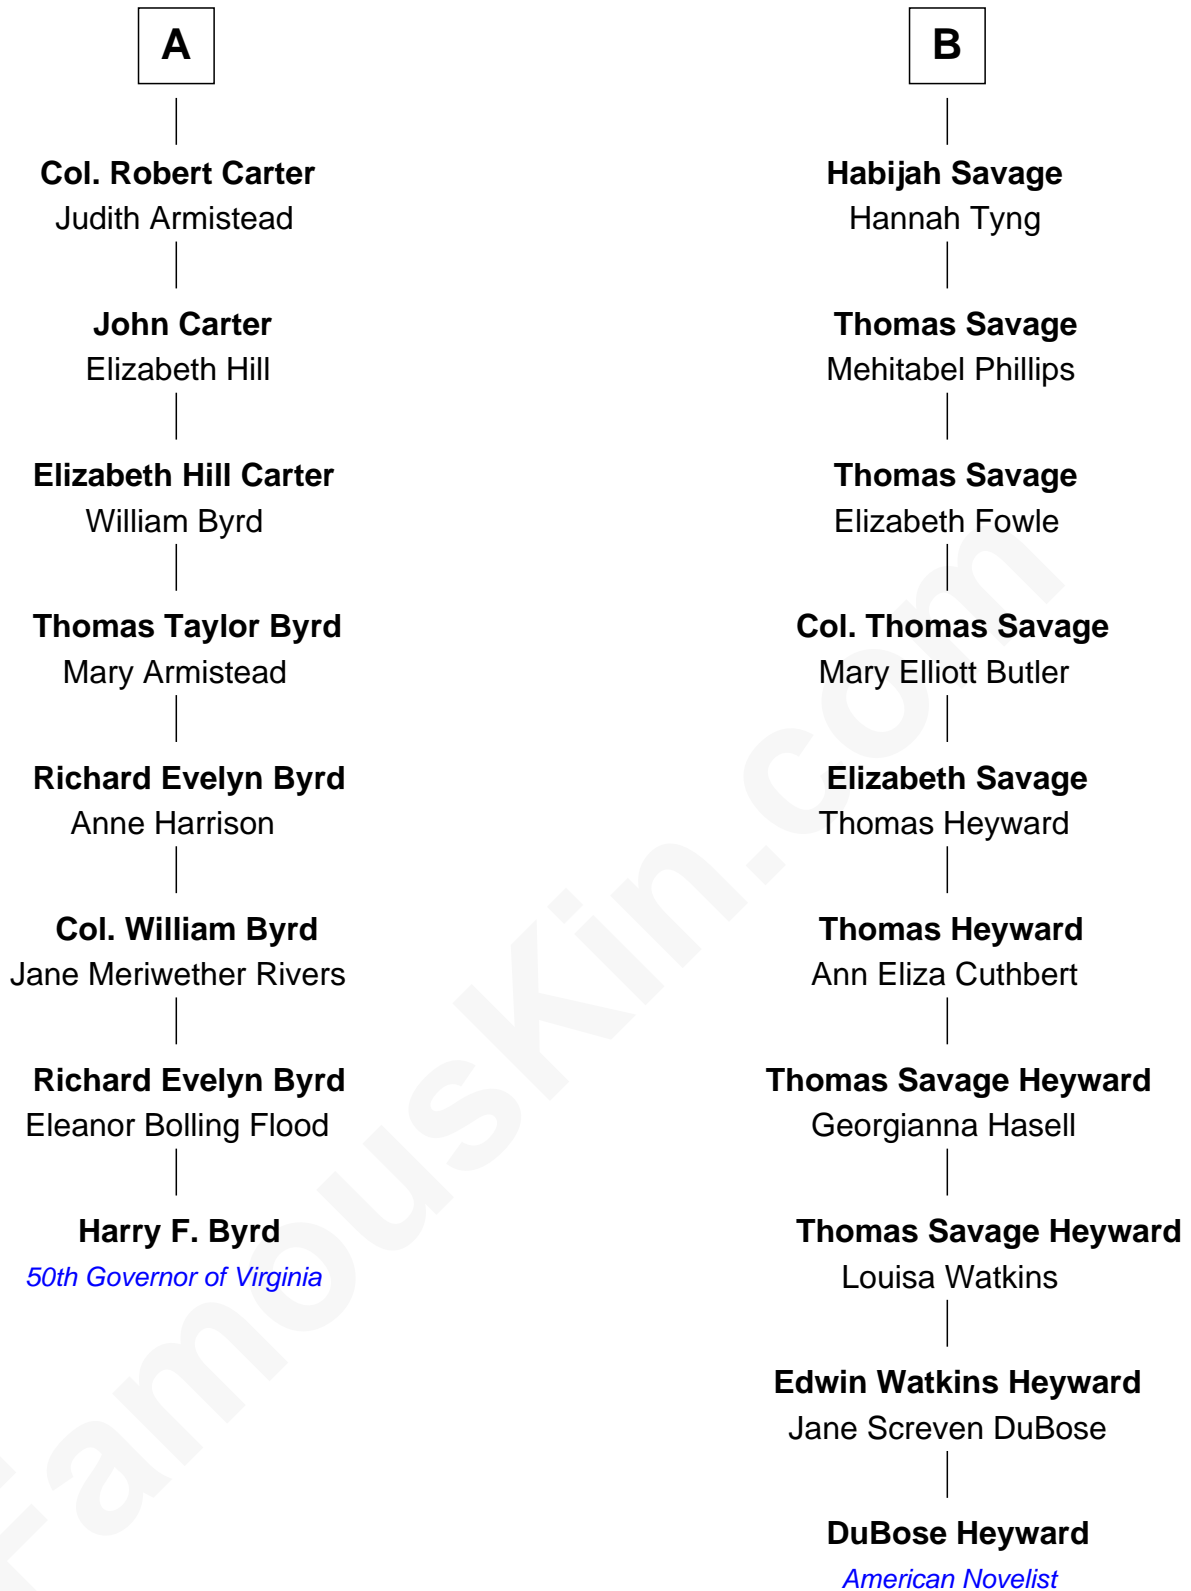 A
Col. Robert Carter
Judith Armistead
John Carter
Elizabeth Hill
Elizabeth Hill Carter
William Byrd
Thomas Taylor Byrd
Mary Armistead
Richard Evelyn Byrd
Anne Harrison
Col. William Byrd
Jane Meriwether Rivers
Richard Evelyn Byrd
Eleanor Bolling Flood
Harry F. Byrd
50th Governor of Virginia
B
Habijah Savage
Hannah Tyng
Thomas Savage
Mehitabel Phillips
Thomas Savage
Elizabeth Fowle
Col. Thomas Savage
Mary Elliott Butler
Elizabeth Savage
Thomas Heyward
Thomas Heyward
Ann Eliza Cuthbert
Thomas Savage Heyward
Georgianna Hasell
Thomas Savage Heyward
Louisa Watkins
Edwin Watkins Heyward
Jane Screven DuBose
DuBose Heyward
American Novelist
FamousKin.com